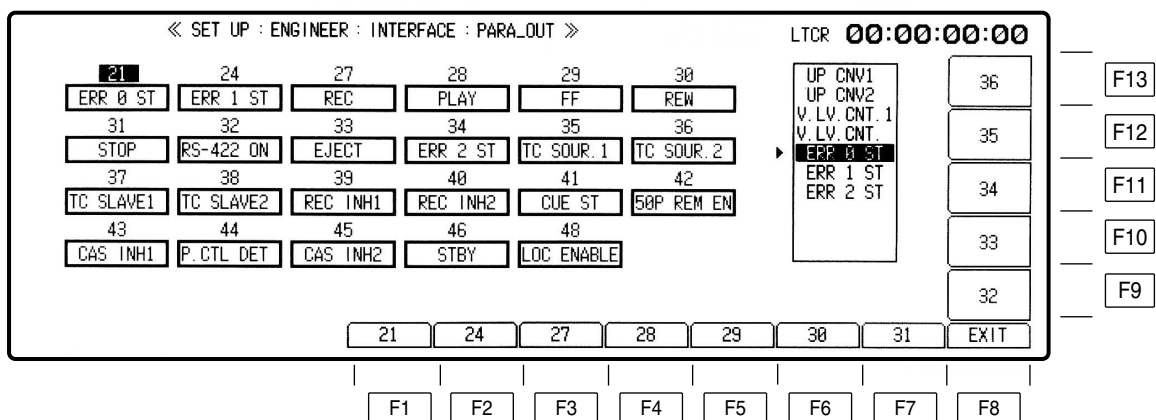 ≪ SET UP : ENGINEER : INTERFACE : PARA_OUT ≫ LTCR 00:00:00:00
21 24 27 28 29 30
ERR 0 ST ERR 1 ST REC PLAY FF REW
31 32 33 34 35 36
STOP RS-422 ON EJECT ERR 2 ST TC SOUR.1 TC SOUR.2
37 38 39 40 41 42
TC SLAVE1 TC SLAVE2 REC INH1 REC INH2 CUE ST 50P REM EN
43 44 45 46 48
CAS INH1 P.CTL DET CAS INH2 STBY LOC ENABLE
UP CNV1
UP CNV2
V.LV.CNT.1
V.LV.CNT.
ERR 0 ST
ERR 1 ST
ERR 2 ST
36 F13
35 F12
34 F11
33 F10
32 F9
21 24 27 28 29 30 31 EXIT
F1 F2 F3 F4 F5 F6 F7 F8